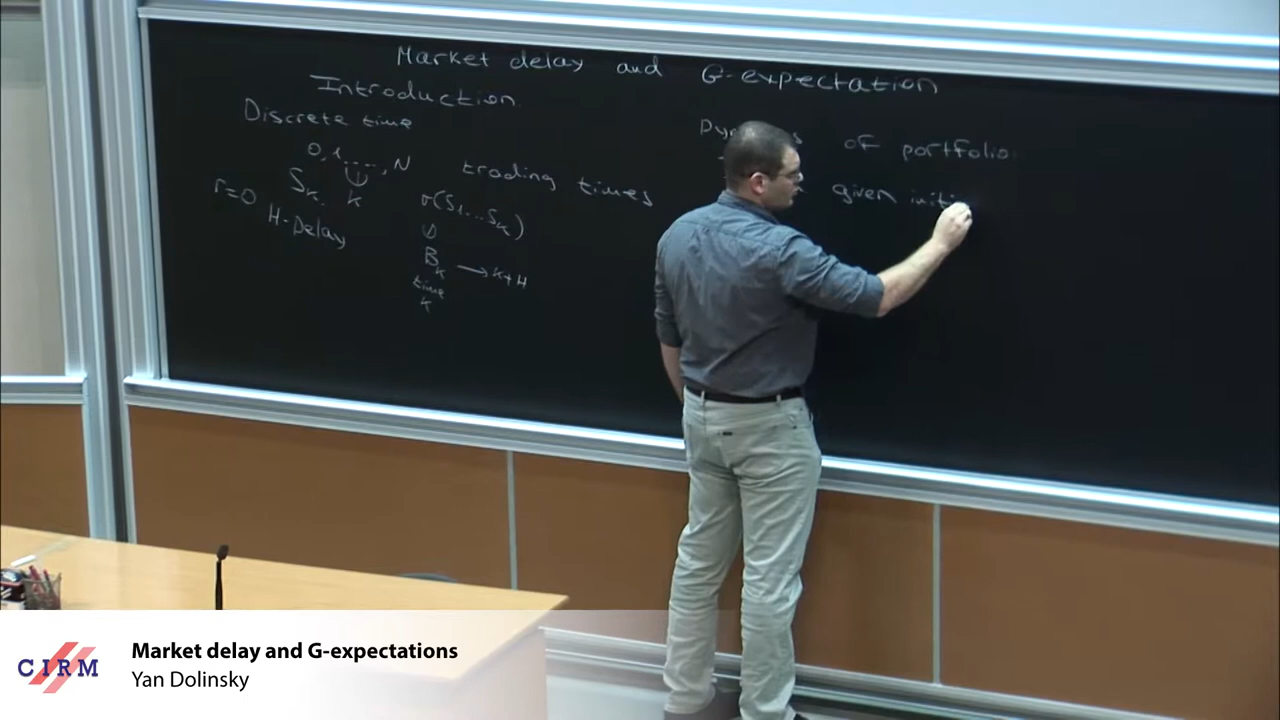 Market delay and G-expectation
Introduction
Discrete time
0,1,....,N trading times
S_k k
r=0
H-Delay
σ(S_1...S_k)
B_k → k+H
time
k
of portfolio
given
CIRM
Market delay and G-expectations
Yan Dolinsky